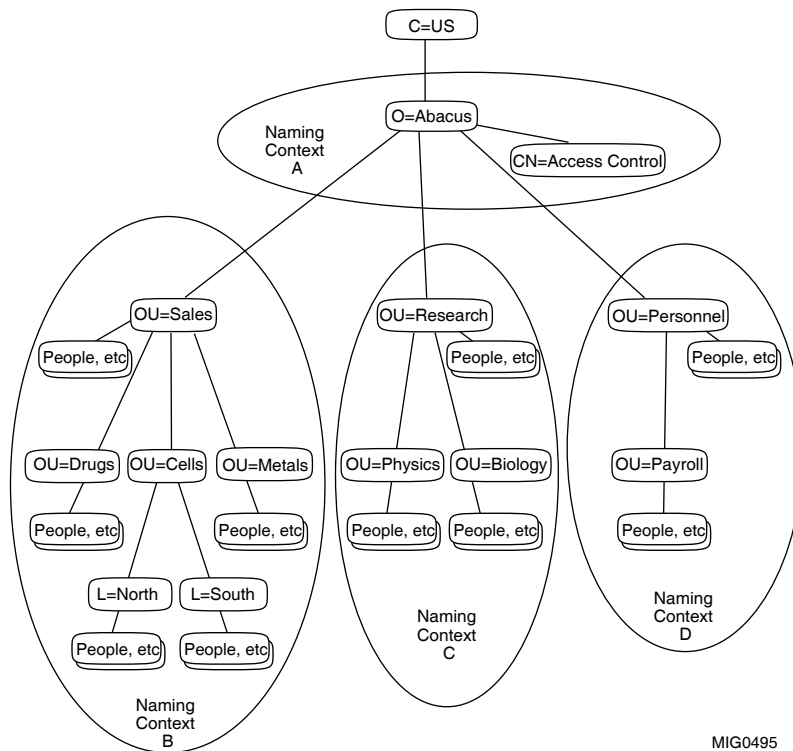 C=US
O=Abacus
Naming
Context
A
CN=Access Control
OU=Sales
OU=Research
OU=Personnel
People, etc
People, etc
People, etc
OU=Drugs
OU=Cells
OU=Metals
OU=Physics
OU=Biology
OU=Payroll
People, etc
People, etc
People, etc
People, etc
People, etc
L=North
L=South
Naming
Context
C
Naming
Context
D
People, etc
People, etc
Naming
Context
B
MIG0495